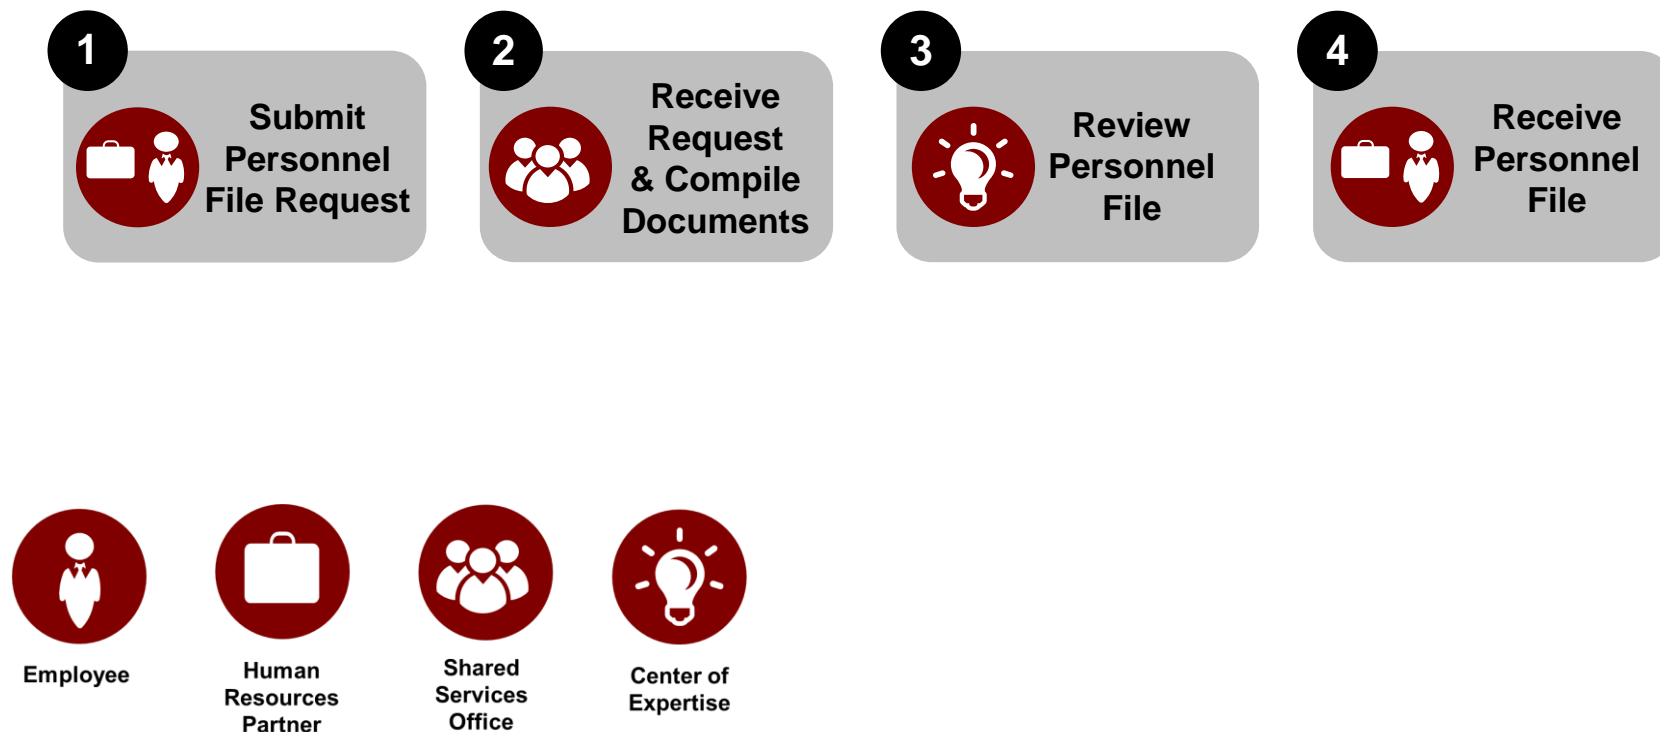 1
Submit
Personnel
File Request
2
Receive
Request
& Compile
Documents
3
Review
Personnel
File
4
Receive
Personnel
File
Employee
Human
Resources
Partner
Shared
Services
Office
Center of
Expertise